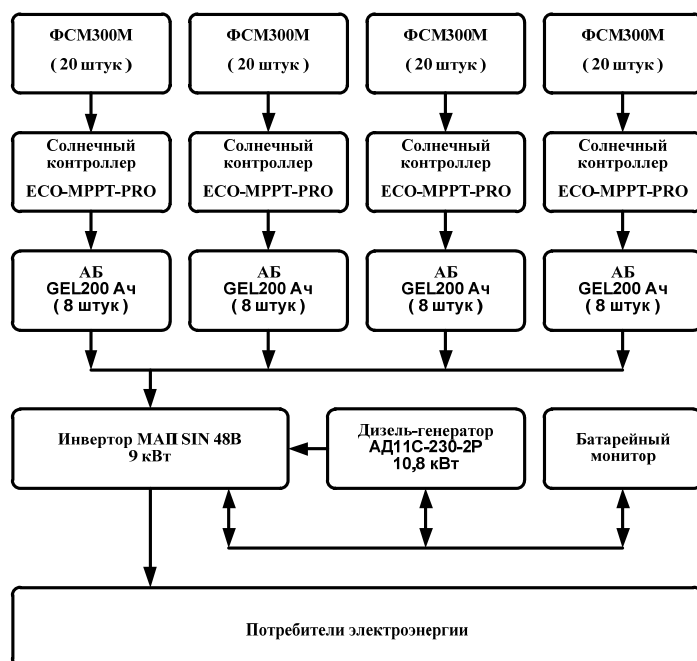 ФСМ300М
( 20 штук )
ФСМ300М
( 20 штук )
ФСМ300М
( 20 штук )
ФСМ300М
( 20 штук )
Солнечный
контроллер
ECO-MPPT-PRO
Солнечный
контроллер
ECO-MPPT-PRO
Солнечный
контроллер
ECO-MPPT-PRO
Солнечный
контроллер
ECO-MPPT-PRO
АБ
GEL200 Ач
( 8 штук )
АБ
GEL200 Ач
( 8 штук )
АБ
GEL200 Ач
( 8 штук )
АБ
GEL200 Ач
( 8 штук )
Инвертор МАП SIN 48В
9 кВт
Дизель-генератор
АД11С-230-2Р
10,8 кВт
Батарейный
монитор
Потребители электроэнергии